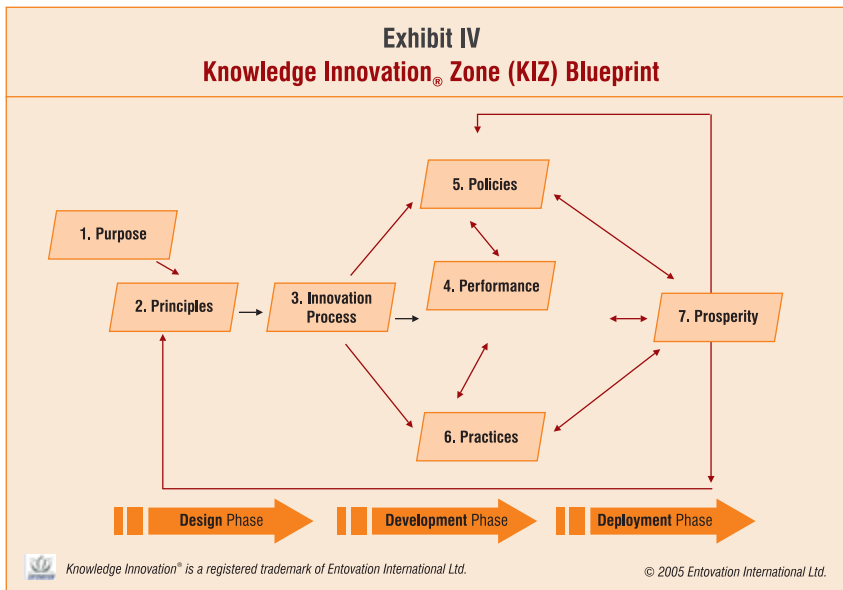 Exhibit IV
Knowledge Innovation® Zone (KIZ) Blueprint
1. Purpose
2. Principles
3. Innovation
Process
5. Policies
4. Performance
6. Practices
7. Prosperity
Design Phase
Development Phase
Deployment Phase
Knowledge Innovation® is a registered trademark of Entovation International Ltd.
© 2005 Entovation International Ltd.